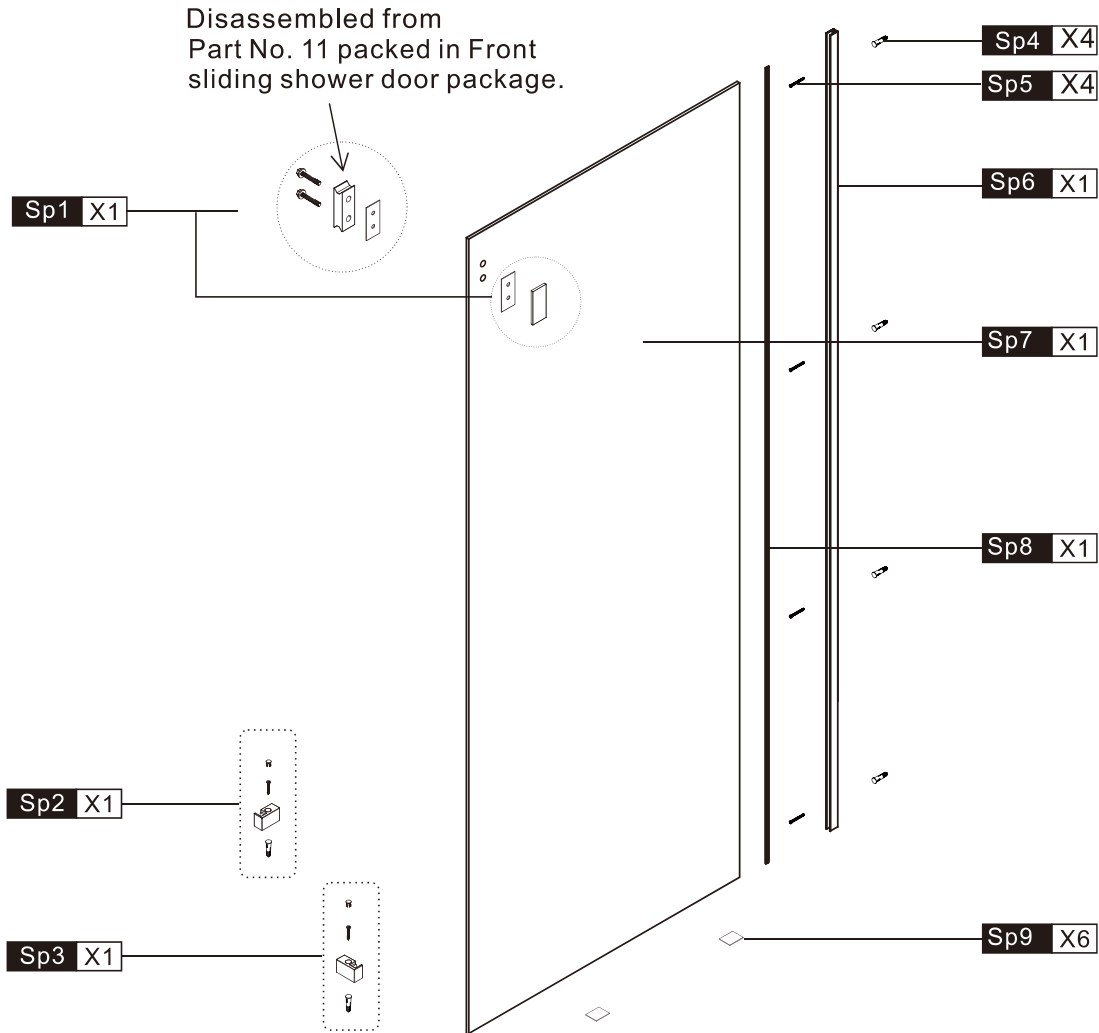 Disassembled from
Part No. 11 packed in Front
sliding shower door package.
Sp4 X4
Sp5 X4
Sp6 X1
Sp1 X1
Sp7 X1
Sp8 X1
Sp2 X1
Sp9 X6
Sp3 X1